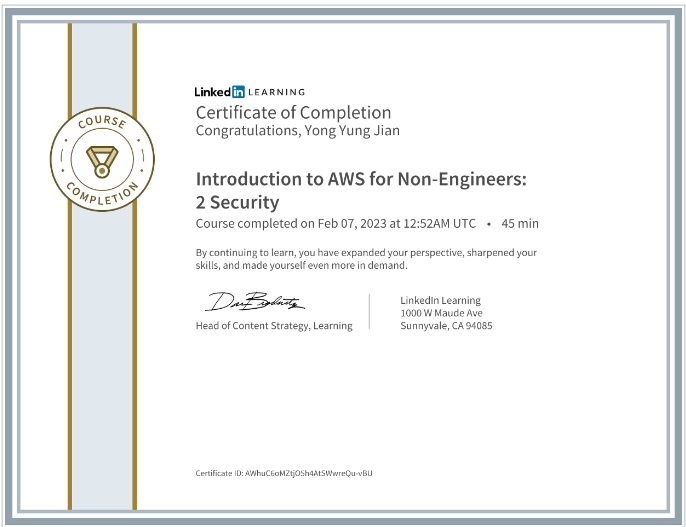 COURSE
COMPLETION
Linkedin LEARNING
Certificate of Completion
Congratulations, Yong Yung Jian
Introduction to AWS for Non-Engineers:
2 Security
Course completed on Feb 07, 2023 at 12:52AM UTC • 45 min
By continuing to learn, you have expanded your perspective, sharpened your
skills, and made yourself even more in demand.
Head of Content Strategy, Learning
LinkedIn Learning
1000 W Maude Ave
Sunnyvale, CA 94085
Certificate ID: AWhuC6oMZtjOSh4AtSWwreQu-vBU